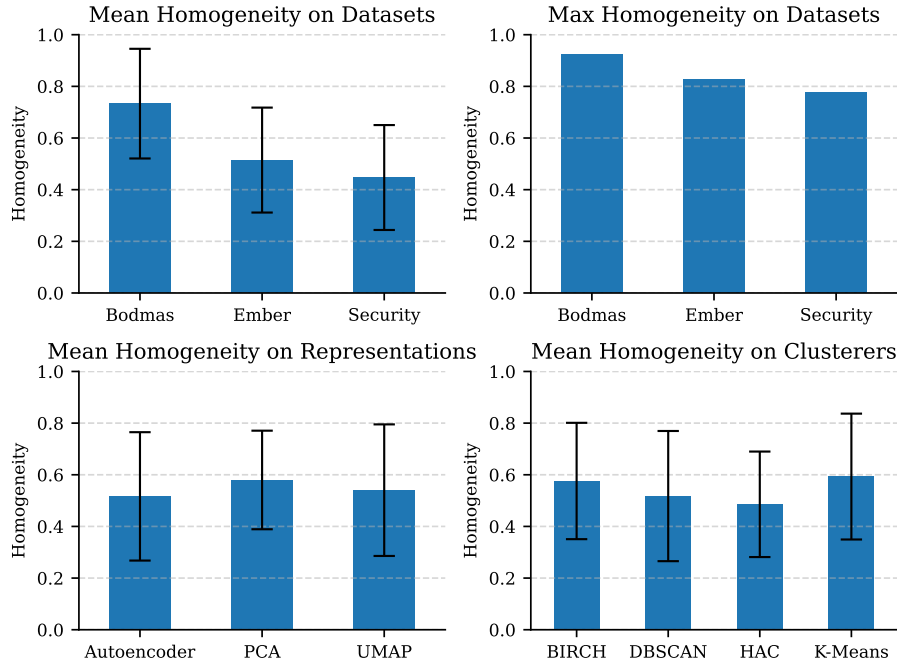 Mean Homogeneity on Datasets
Homogeneity
1.0
0.8
0.6
0.4
0.2
0.0
Bodmas Ember Security
Max Homogeneity on Datasets
Homogeneity
1.0
0.8
0.6
0.4
0.2
0.0
Bodmas Ember Security
Mean Homogeneity on Representations
Homogeneity
1.0
0.8
0.6
0.4
0.2
0.0
Autoencoder PCA UMAP
Mean Homogeneity on Clusterers
Homogeneity
1.0
0.8
0.6
0.4
0.2
0.0
BIRCH DBSCAN HAC K-Means